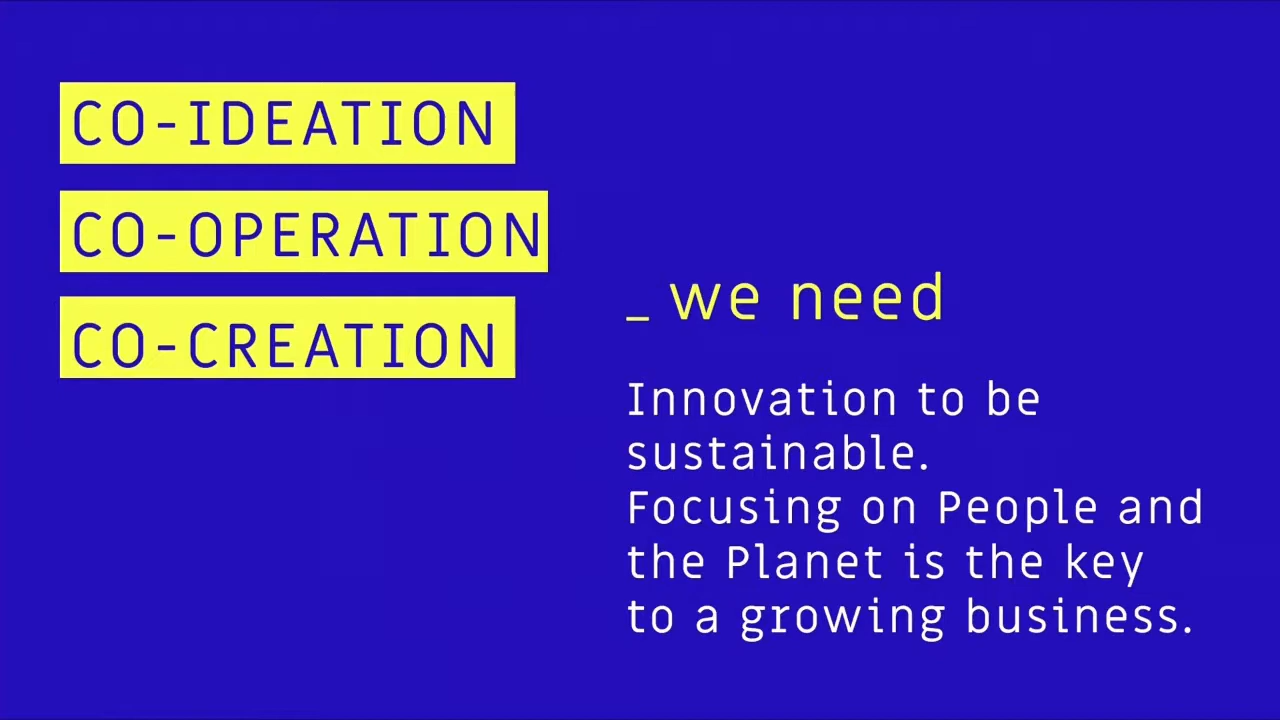 CO-IDEATION
CO-OPERATION
CO-CREATION
_ we need
Innovation to be
sustainable.
Focusing on People and
the Planet is the key
to a growing business.